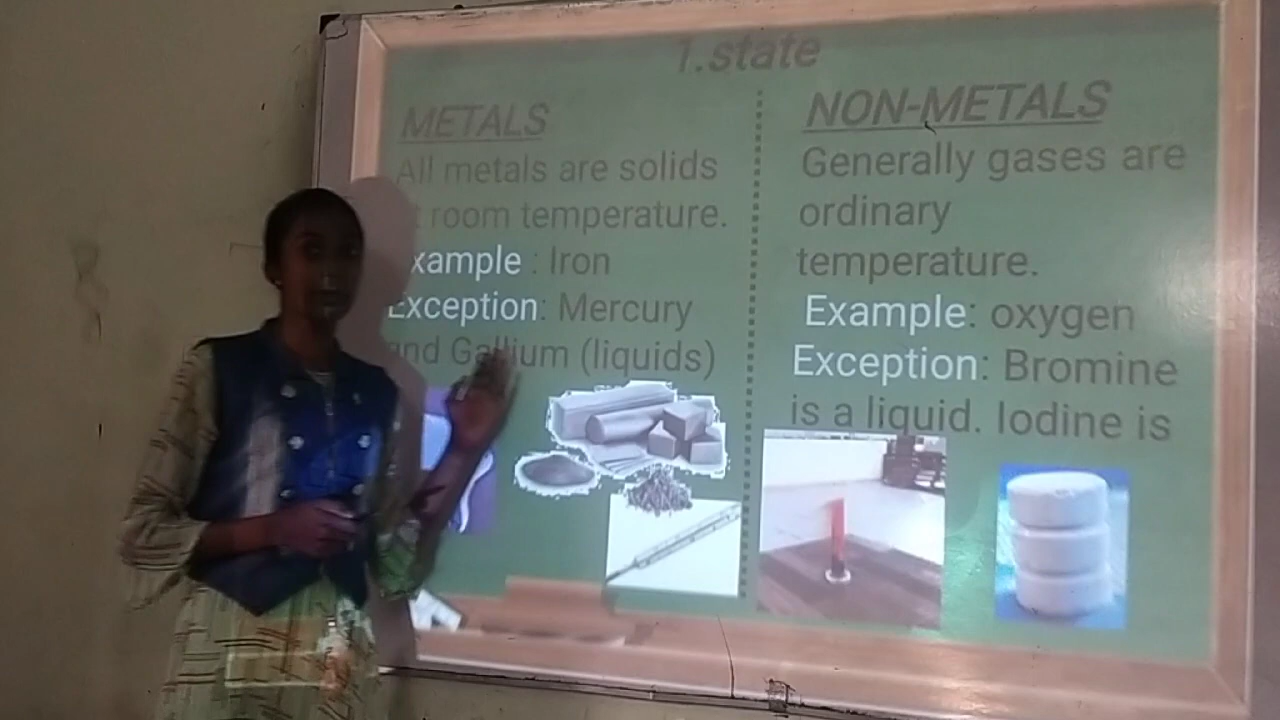 1.state
METALS
All metals are solids
room temperature.
xample : Iron
Exception: Mercury
and Gallium (liquids)
NON-METALS
Generally gases are
ordinary
temperature.
Example: oxygen
Exception: Bromine
is a liquid. Iodine is